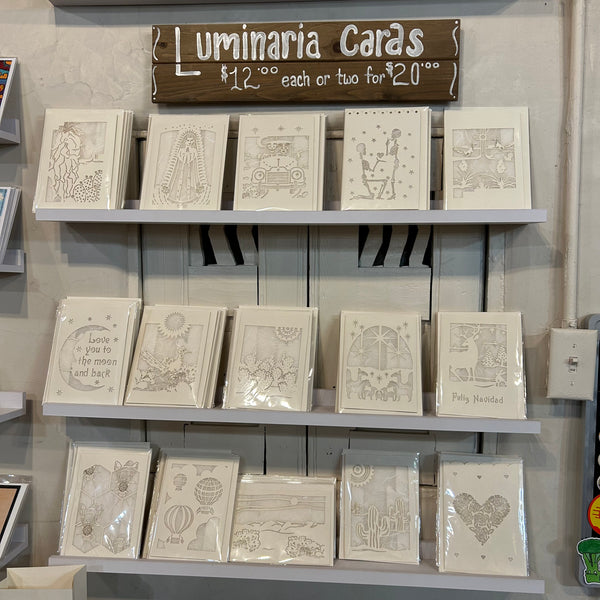 Luminaria Cards
$12.00 each or two for $20.00
Love
you to
the moon
and back
Feliz Navidad